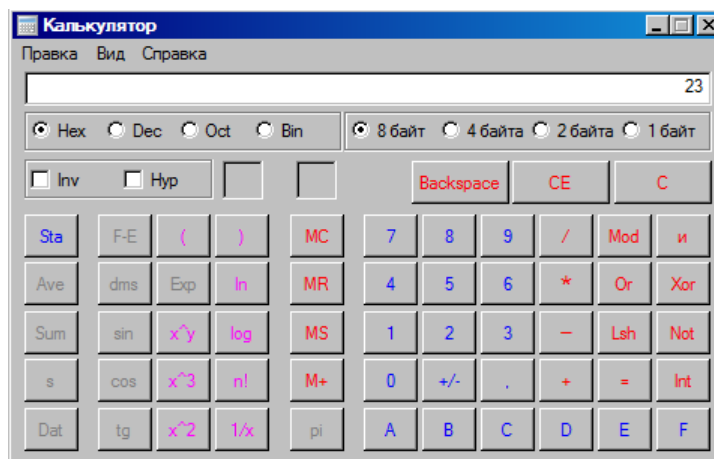 Калькулятор
Правка Вид Справка
23
Hex Dec Oct Bin 8 байт 4 байта 2 байта 1 байт
Inv Hyp Backspace CE C
Sta F-E ( ) MC 7 8 9 / Mod и
Ave dms Exp ln MR 4 5 6 * Or Xor
Sum sin x^y log MS 1 2 3 − Lsh Not
s cos x^3 n! M+ 0 +/- , + = Int
Dat tg x^2 1/x pi A B C D E F